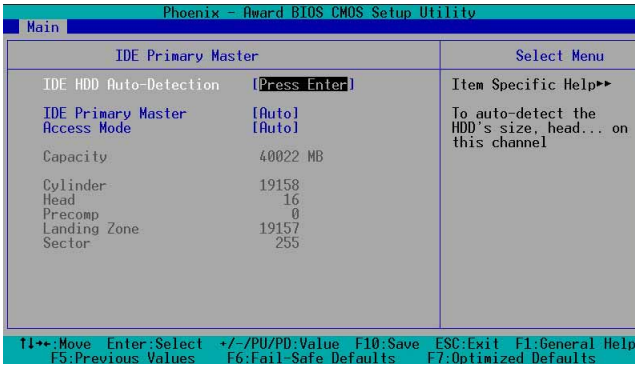 Phoenix - Award BIOS CMOS Setup Utility
Main
IDE Primary Master
Select Menu
IDE HDD Auto-Detection [Press Enter]
IDE Primary Master [Auto]
Access Mode [Auto]
Capacity 40022 MB
Cylinder 19158
Head 16
Precomp 0
Landing Zone 19157
Sector 255
Item Specific Help▸▸
To auto-detect the
HDD's size, head... on
this channel
↑↓→←:Move Enter:Select +/-/PU/PD:Value F10:Save ESC:Exit F1:General Help
F5:Previous Values F6:Fail-Safe Defaults F7:Optimized Defaults